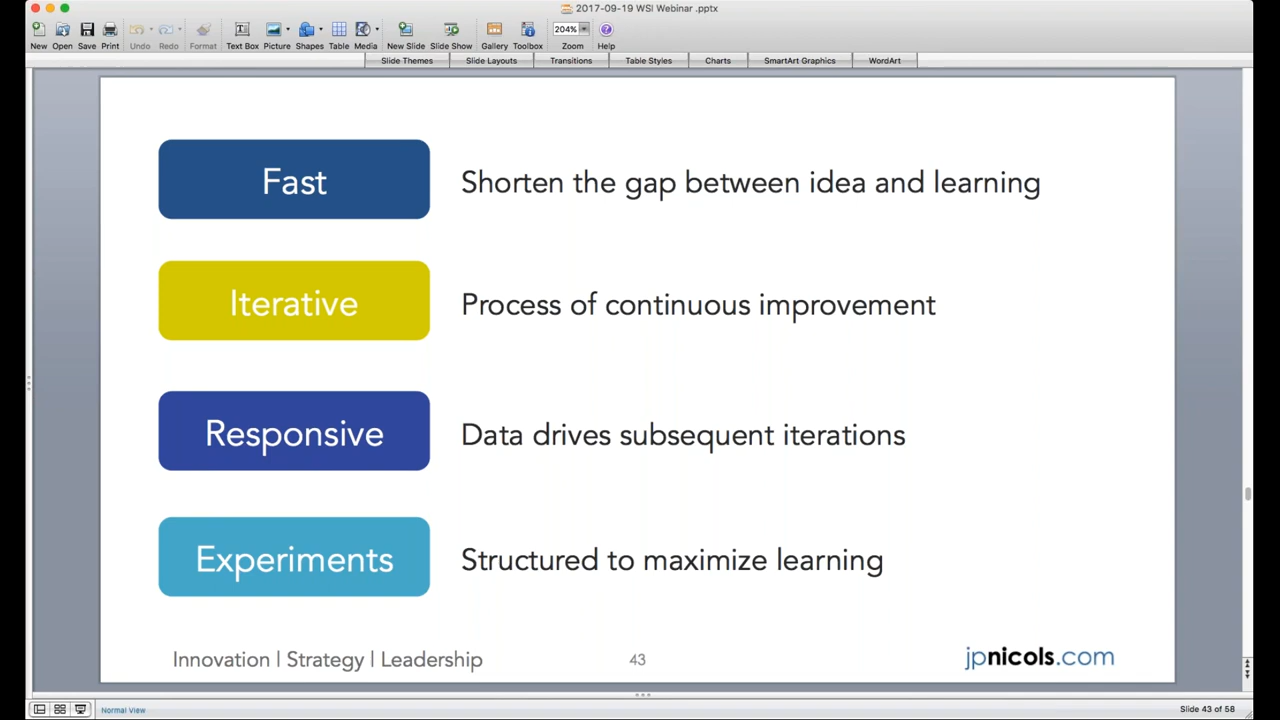 2017-09-19 WSI Webinar .pptx
New Open Save Print Undo Redo Format Text Box Picture Shapes Table Media New Slide Slide Show Gallery Toolbox 204% Zoom Help
Slide Themes Slide Layouts Transitions Table Styles Charts SmartArt Graphics WordArt
Fast Shorten the gap between idea and learning
Iterative Process of continuous improvement
Responsive Data drives subsequent iterations
Experiments Structured to maximize learning
Innovation | Strategy | Leadership 43 jpnicols.com
Normal View Slide 43 of 58